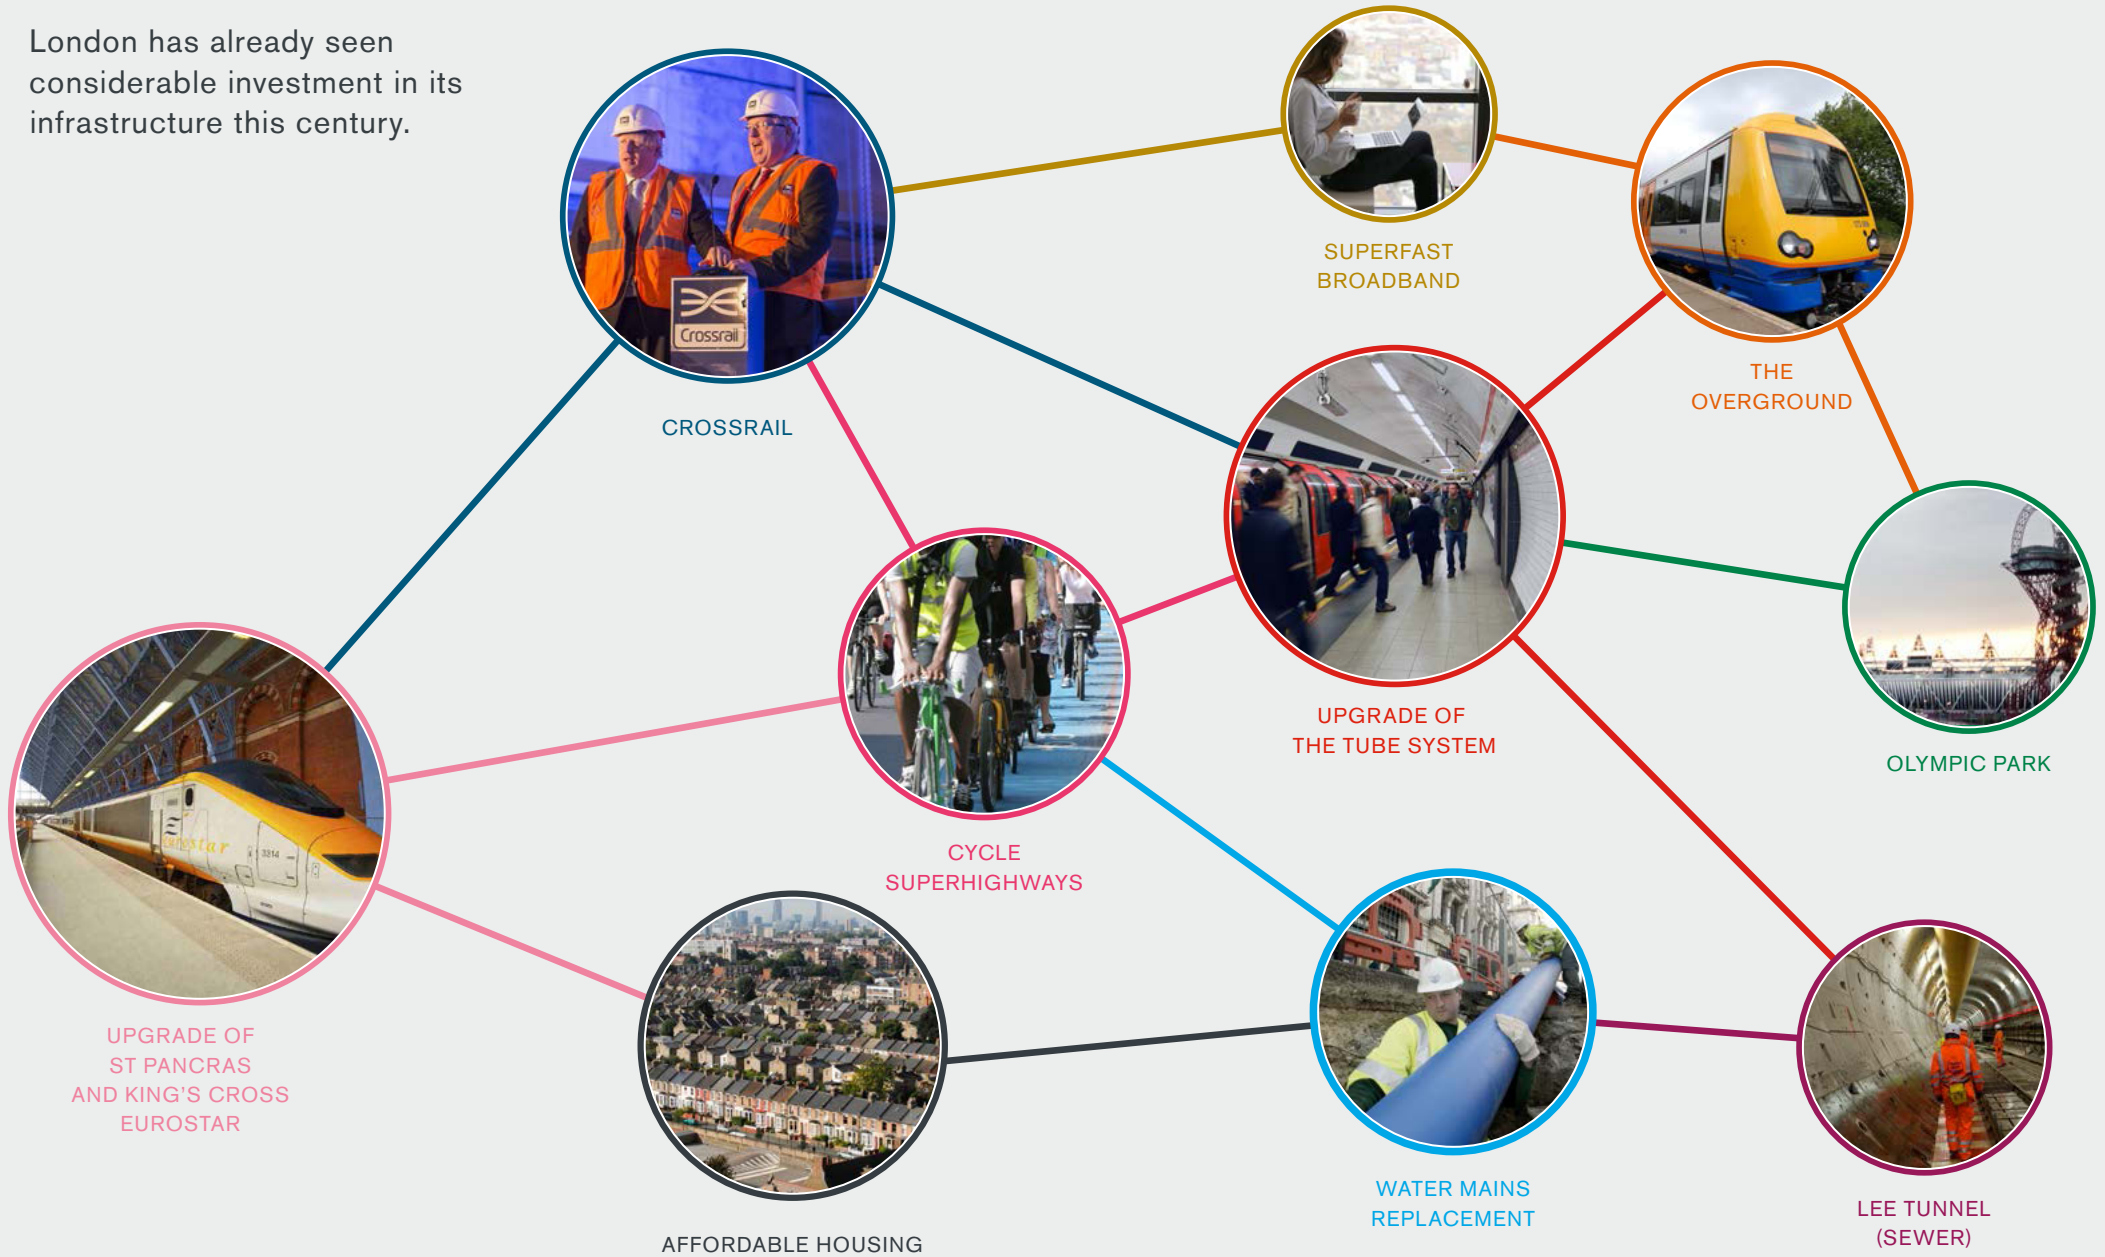 London has already seen
considerable investment in its
infrastructure this century.
SUPERFAST
BROADBAND
THE
OVERGROUND
Crossrail
CROSSRAIL
UPGRADE OF
THE TUBE SYSTEM
OLYMPIC PARK
CYCLE
SUPERHIGHWAYS
eurostar
3214
UPGRADE OF
ST PANCRAS
AND KING'S CROSS
EUROSTAR
AFFORDABLE HOUSING
WATER MAINS
REPLACEMENT
LEE TUNNEL
(SEWER)